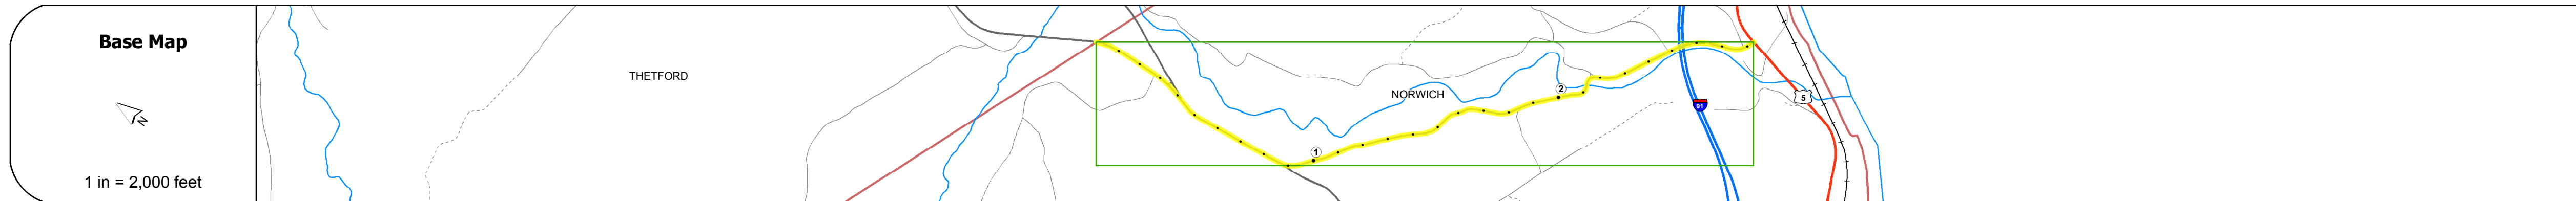 Base Map
N
1 in = 2,000 feet
THETFORD
NORWICH
1
2
91
5